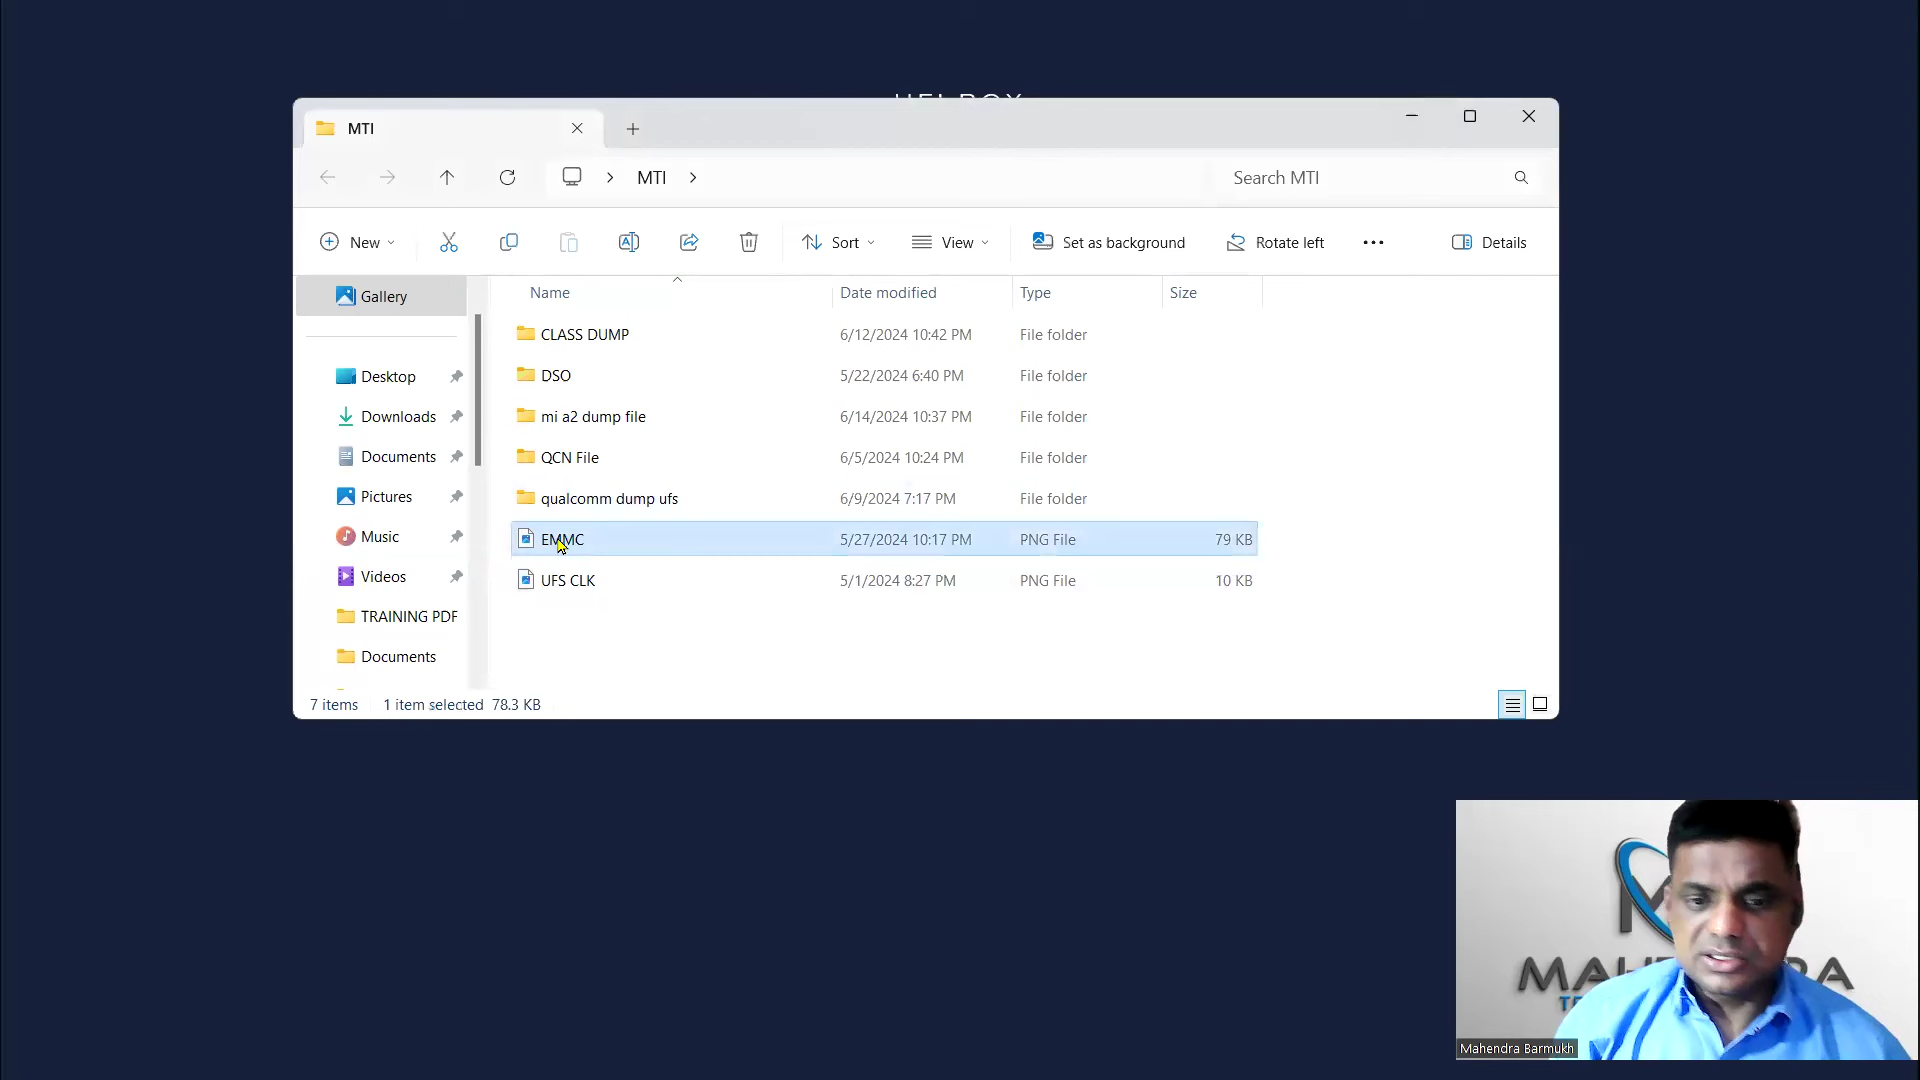 MTI
MTI
Search MTI
New
Sort
View
Set as background
Rotate left
Details
Gallery
Desktop
Downloads
Documents
Pictures
Music
Videos
TRAINING PDF
Documents
Name Date modified Type Size
CLASS DUMP 6/12/2024 10:42 PM File folder
DSO 5/22/2024 6:40 PM File folder
mi a2 dump file 6/14/2024 10:37 PM File folder
QCN File 6/5/2024 10:24 PM File folder
qualcomm dump ufs 6/9/2024 7:17 PM File folder
EMMC 5/27/2024 10:17 PM PNG File 79 KB
UFS CLK 5/1/2024 8:27 PM PNG File 10 KB
7 items 1 item selected 78.3 KB
Mahendra Barmukh